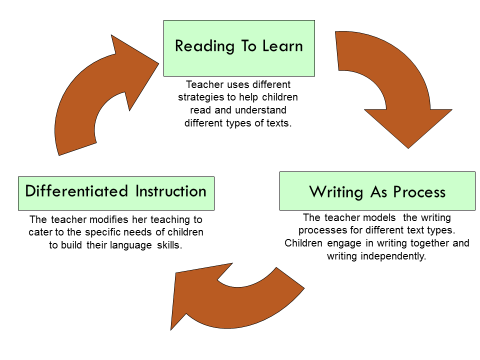 Reading To Learn
Teacher uses different
strategies to help children
read and understand
different types of texts.
Differentiated Instruction
The teacher modifies her teaching to
cater to the specific needs of children
to build their language skills.
Writing As Process
The teacher models the writing
processes for different text types.
Children engage in writing together and
writing independently.